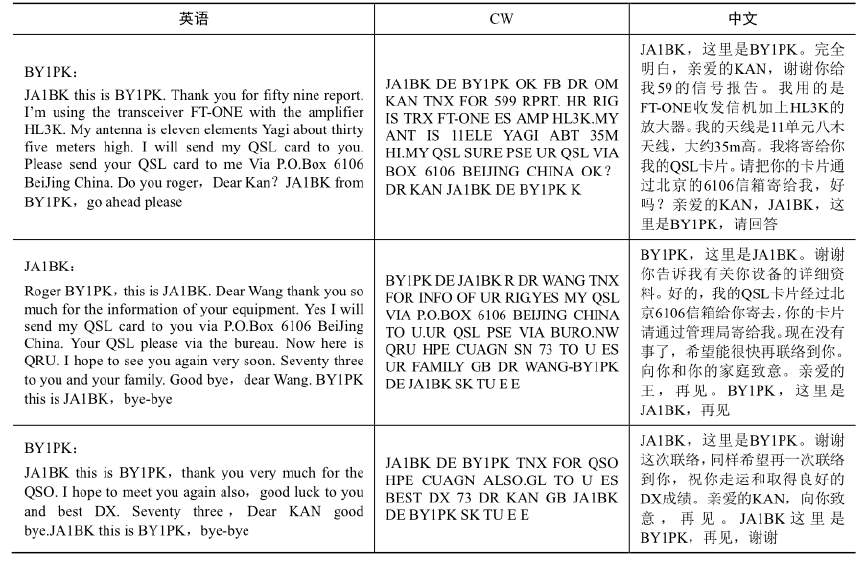 英语
CW
中文
BY1PK：
JA1BK this is BY1PK. Thank you for fifty nine report.
I'm using the transceiver FT-ONE with the amplifier
HL3K. My antenna is eleven elements Yagi about thirty
five meters high. I will send my QSL card to you.
Please send your QSL card to me Via P.O.Box 6106
BeiJing China. Do you roger，Dear Kan？JA1BK from
BY1PK，go ahead please
JA1BK DE BY1PK OK FB DR OM
KAN TNX FOR 599 RPRT. HR RIG
IS TRX FT-ONE ES AMP HL3K.MY
ANT IS 11ELE YAGI ABT 35M
HI.MY QSL SURE PSE UR QSL VIA
BOX 6106 BEIJING CHINA OK？
DR KAN JA1BK DE BY1PK K
JA1BK，这里是BY1PK。完全
明白，亲爱的KAN，谢谢你给
我59的信号报告。我用的是
FT-ONE收发信机加上HL3K的
放大器。我的天线是11单元八木
天线，大约35m高。我将寄给你
我的QSL卡片。请把你的卡片通
过北京的6106信箱寄给我，好
吗？亲爱的KAN，JA1BK，这
里是BY1PK，请回答
JA1BK：
Roger BY1PK，this is JA1BK. Dear Wang thank you so
much for the information of your equipment. Yes I will
send my QSL card to you via P.O.Box 6106 BeiJing
China. Your QSL please via the bureau. Now here is
QRU. I hope to see you again very soon. Seventy three
to you and your family. Good bye，dear Wang. BY1PK
this is JA1BK，bye-bye
BY1PK DE JA1BK R DR WANG TNX
FOR INFO OF UR RIG.YES MY QSL
VIA P.O.BOX 6106 BEIJING CHINA
TO U.UR QSL PSE VIA BURO.NW
QRU HPE CUAGN SN 73 TO U ES
UR FAMILY GB DR WANG-BY1PK
DE JA1BK SK TU E E
BY1PK，这里是JA1BK。谢谢
你告诉我有关你设备的详细资
料。好的，我的QSL卡片经过北
京6106信箱给你寄去，你的卡片
请通过管理局寄给我。现在没有
事了，希望能很快再联络到你。
向你和你的家庭致意。亲爱的
王，再见。BY1PK，这里是
JA1BK，再见
BY1PK：
JA1BK this is BY1PK，thank you very much for the
QSO. I hope to meet you again also，good luck to you
and best DX. Seventy three，Dear KAN good
bye.JA1BK this is BY1PK，bye-bye
JA1BK DE BY1PK TNX FOR QSO
HPE CUAGN ALSO.GL TO U ES
BEST DX 73 DR KAN GB JA1BK
DE BY1PK SK TU E E
JA1BK，这里是BY1PK。谢谢
这次联络，同样希望再一次联络
到你，祝你走运和取得良好的
DX成绩。亲爱的KAN，向你致
意，再见。JA1BK这里是
BY1PK，再见，谢谢